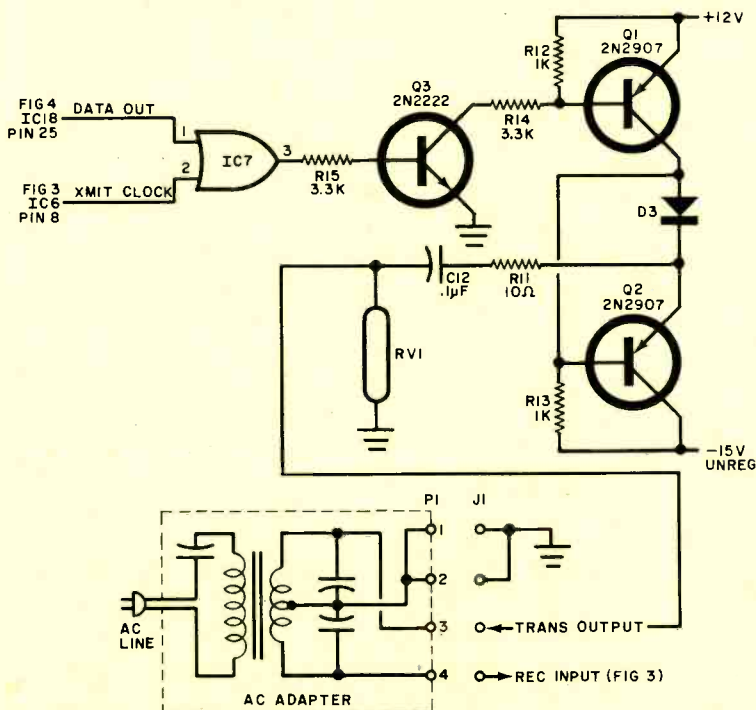 +12V
Q1
2N2907
R12
1K
Q3
2N2222
R14
3.3K
FIG 4
IC18
PIN 25
DATA OUT
1
IC7
3
2
R15
3.3K
FIG 3
IC6
PIN 8
XMIT CLOCK
D3
C12
.1µF
R11
10Ω
Q2
2N2907
RV1
R13
1K
-15V
UNREG
P1
J1
1
2
3
TRANS OUTPUT
4
REC INPUT (FIG 3)
AC
LINE
AC ADAPTER